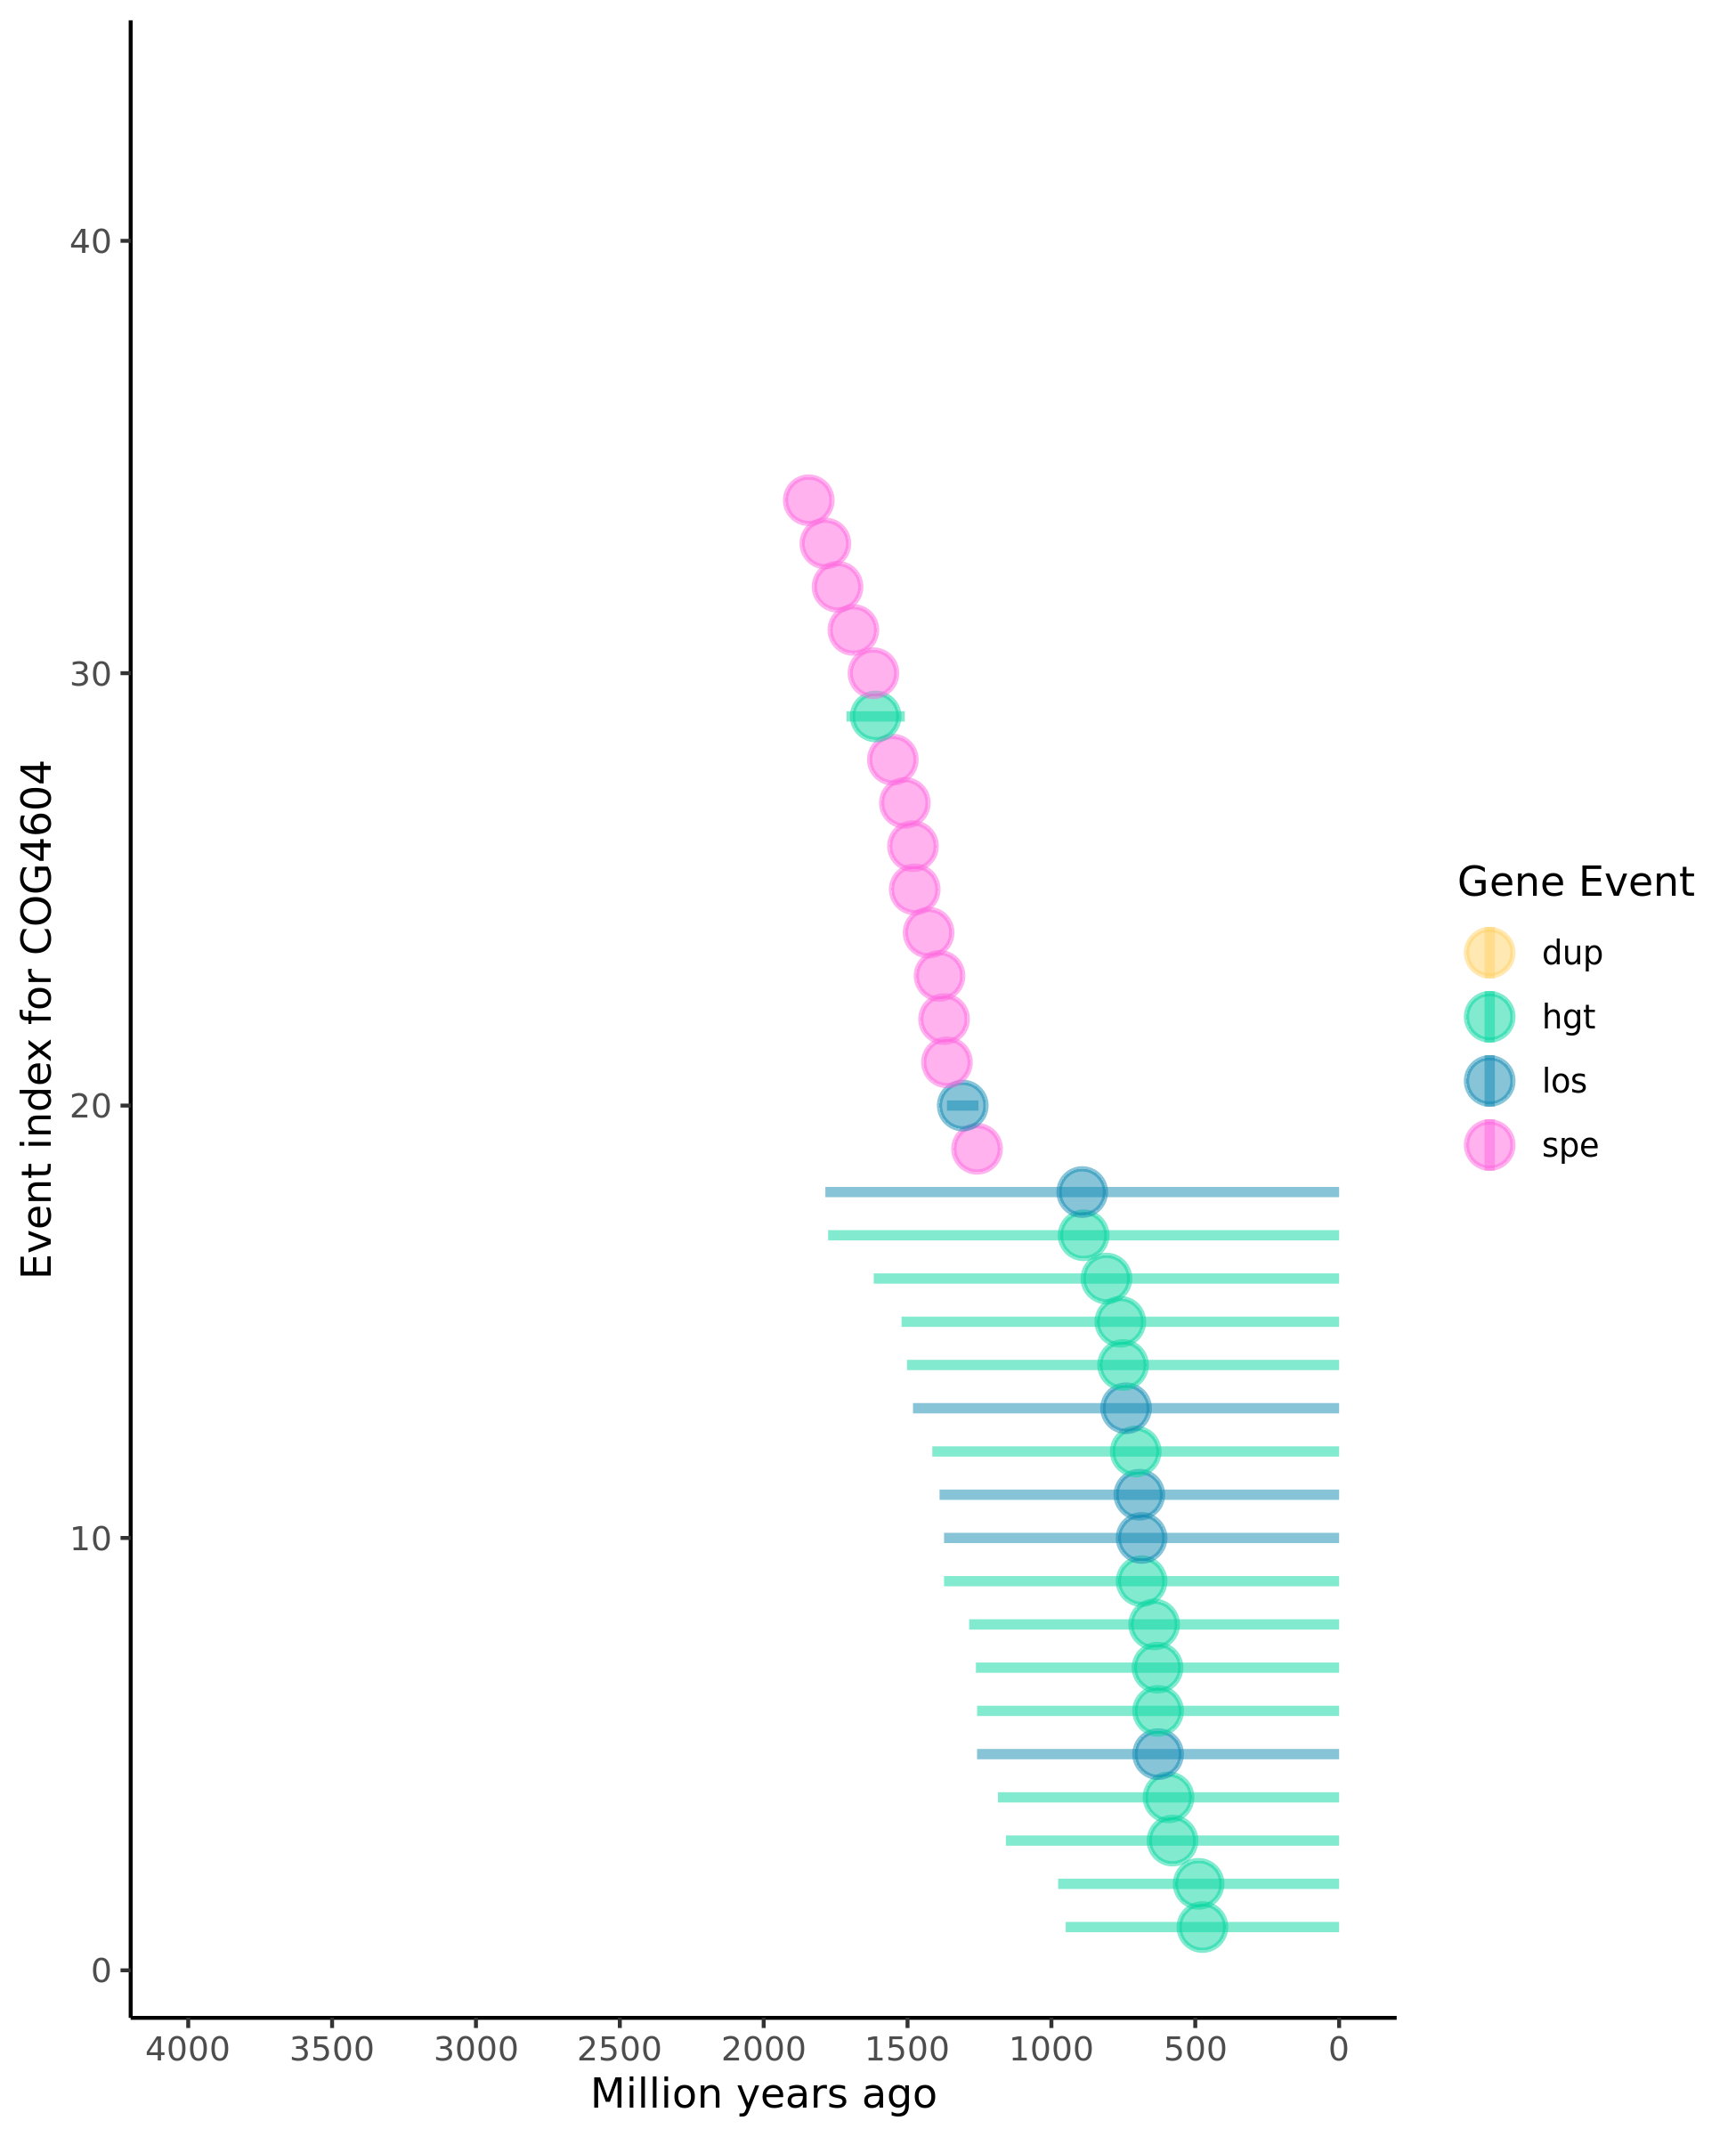 Event index for COG4604
40
30
20
10
0
4000 3500 3000 2500 2000 1500 1000 500 0
Million years ago
Gene Event
dup
hgt
los
spe